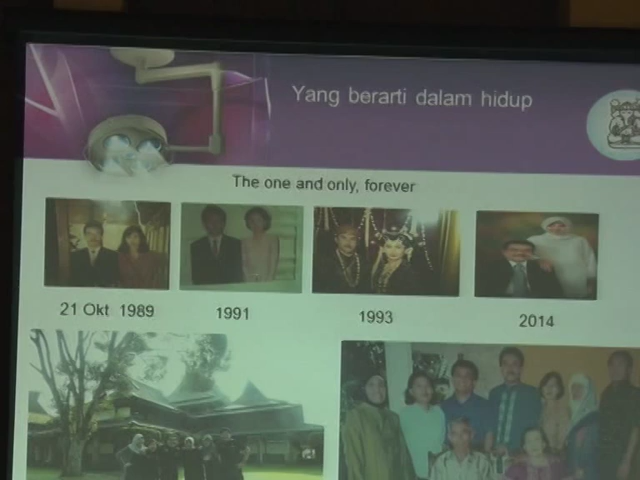 Yang berarti dalam hidup
The one and only, forever
21 Okt 1989
1991
1993
2014